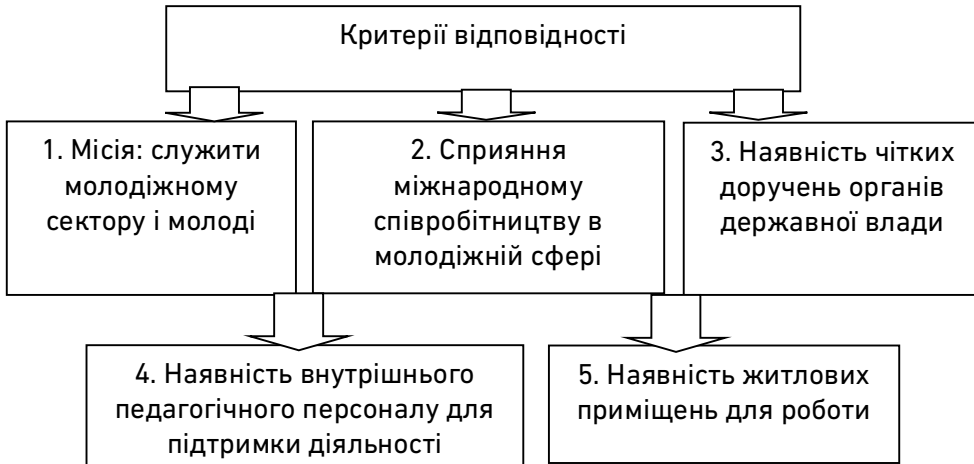 Критерії відповідності
1. Місія: служити
молодіжному
сектору і молоді
2. Сприяння
міжнародному
співробітництву в
молодіжній сфері
3. Наявність чітких
доручень органів
державної влади
4. Наявність внутрішнього
педагогічного персоналу для
підтримки діяльності
5. Наявність житлових
приміщень для роботи